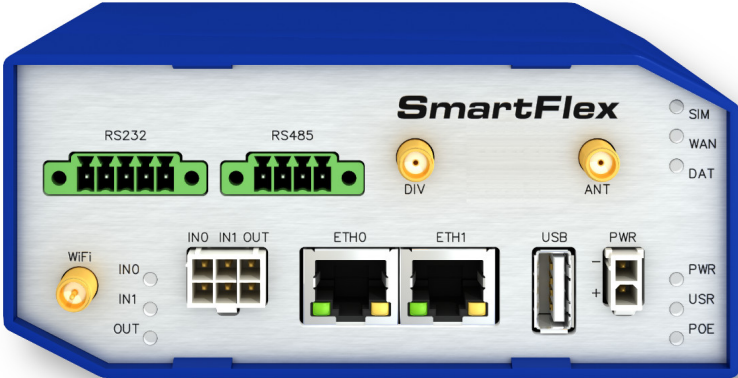 SmartFlex
SIM
WAN
DAT
RS232
RS485
DIV
ANT
WiFi
IN0
IN1
OUT
IN0 IN1 OUT
ETH0
ETH1
USB
PWR
−
+
PWR
USR
POE